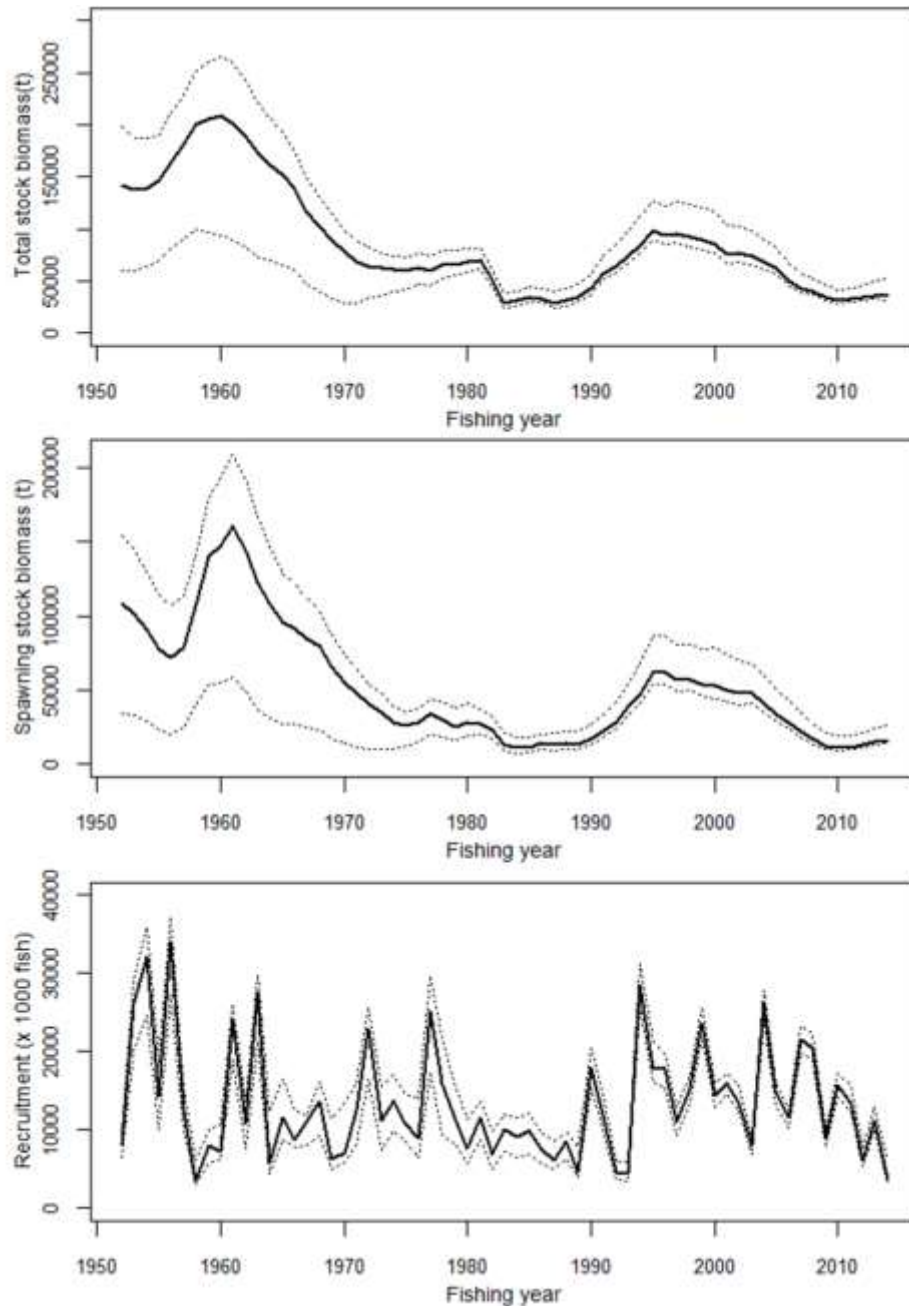 Total stock biomass(t)
0 50000 150000 250000
1950 1960 1970 1980 1990 2000 2010
Fishing year
Spawning stock biomass (t)
0 50000 100000 200000
1950 1960 1970 1980 1990 2000 2010
Fishing year
Recruitment (x 1000 fish)
0 10000 20000 30000 40000
1950 1960 1970 1980 1990 2000 2010
Fishing year